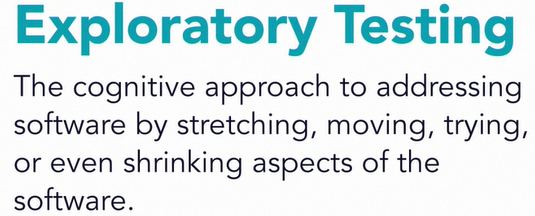 Exploratory Testing
The cognitive approach to addressing
software by stretching, moving, trying,
or even shrinking aspects of the
software.